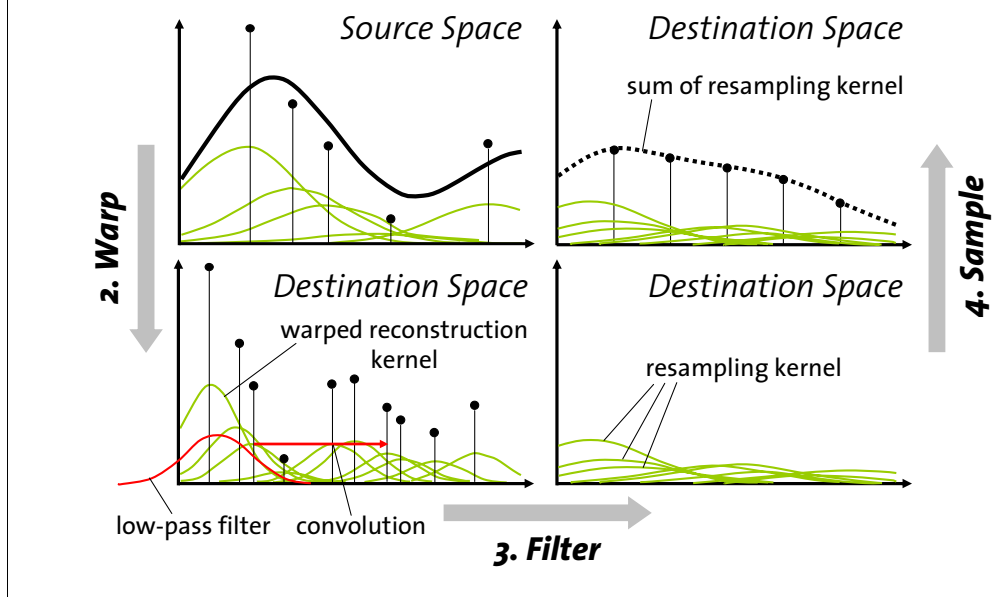 Source Space
Destination Space
sum of resampling kernel
2. Warp
4. Sample
Destination Space
warped reconstruction
kernel
Destination Space
resampling kernel
low-pass filter
convolution
3. Filter